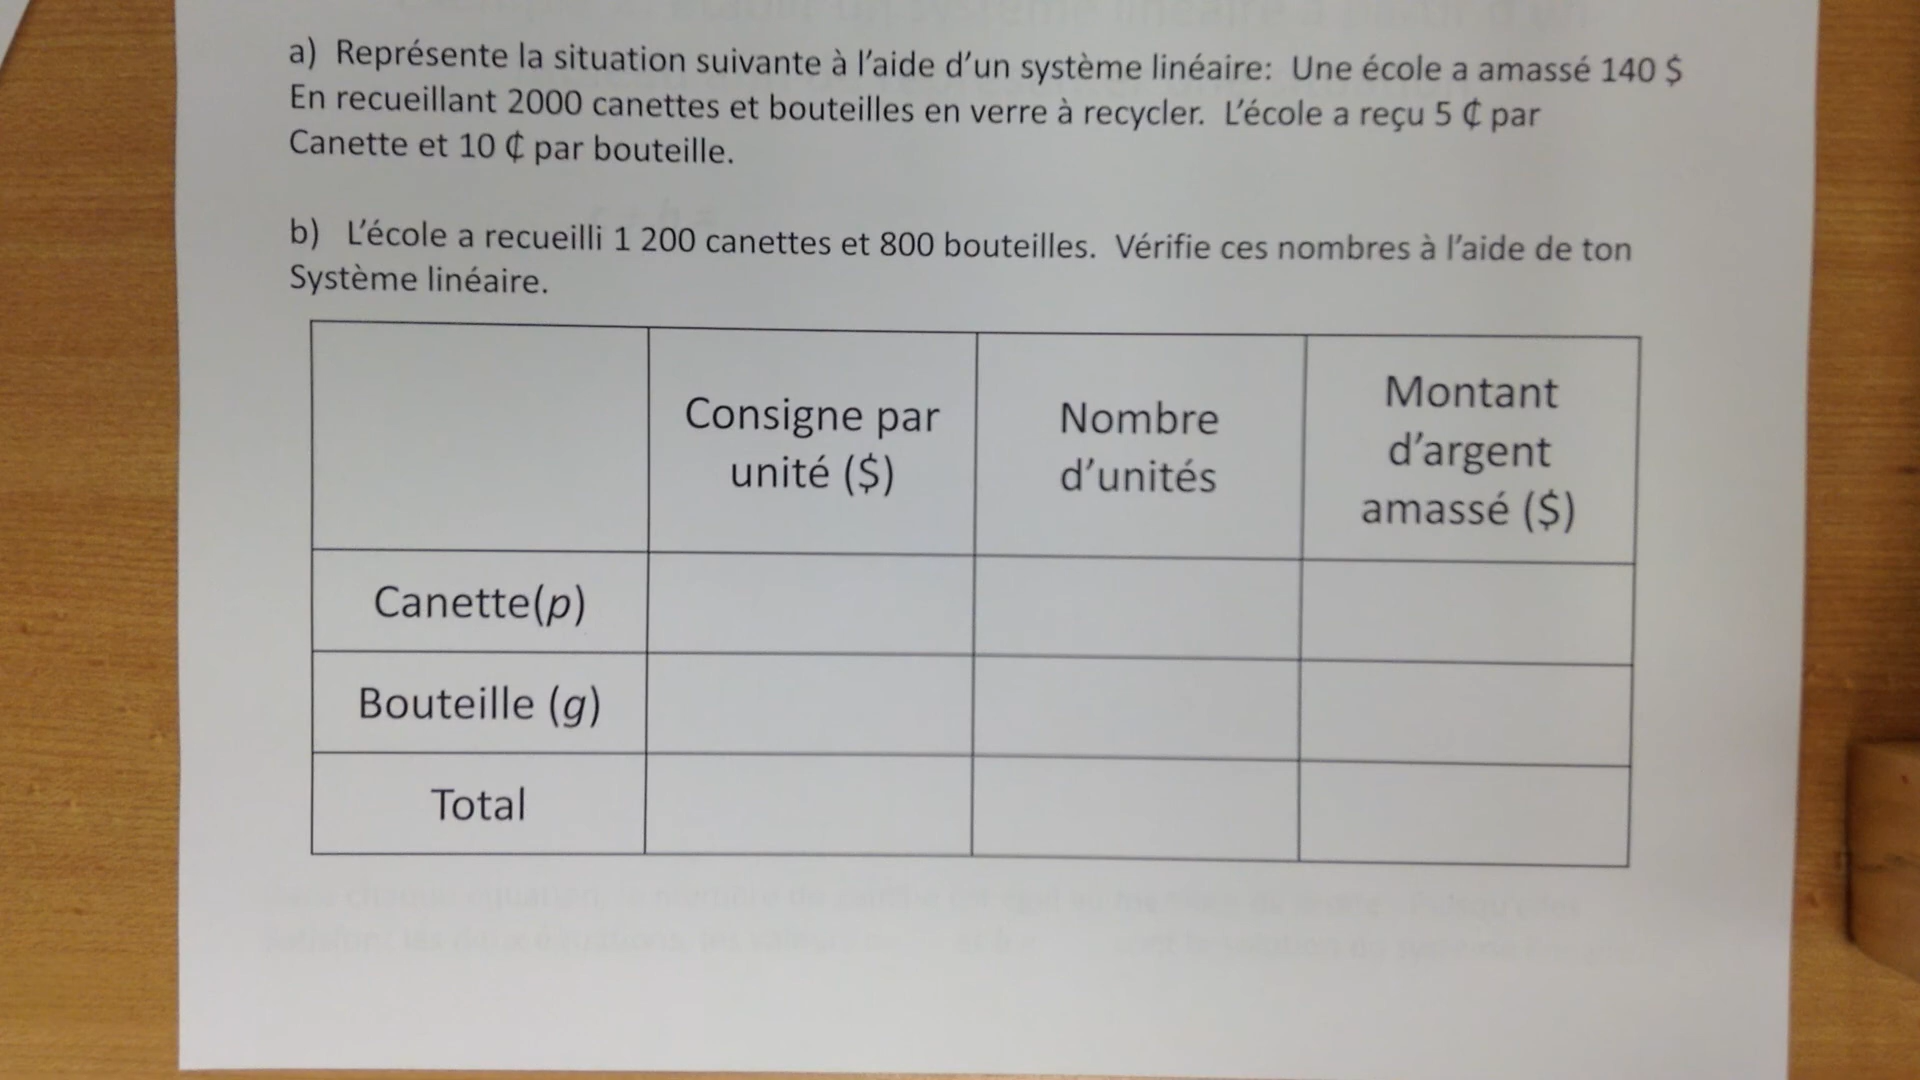 a) Représente la situation suivante à l'aide d'un système linéaire: Une école a amassé 140 $
En recueillant 2000 canettes et bouteilles en verre à recycler. L'école a reçu 5 ₵ par
Canette et 10 ₵ par bouteille.
b) L'école a recueilli 1 200 canettes et 800 bouteilles. Vérifie ces nombres à l'aide de ton
Système linéaire.
Consigne par
unité ($)
Nombre
d'unités
Montant
d'argent
amassé ($)
Canette(p)
Bouteille (g)
Total